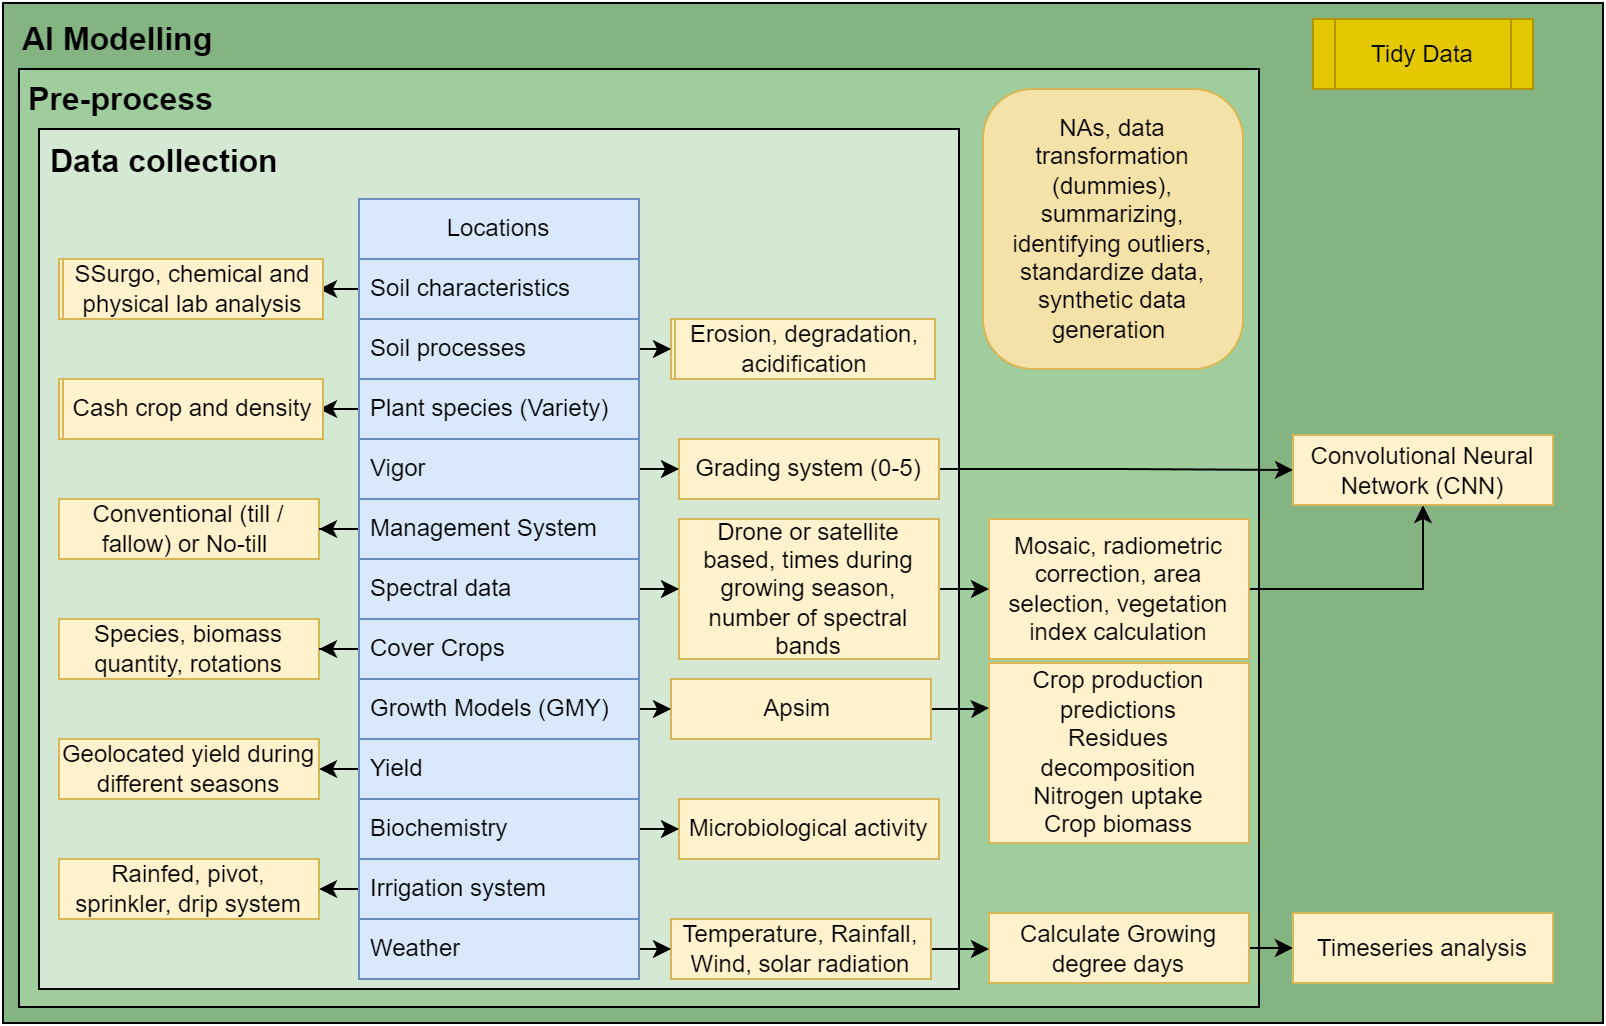 AI Modelling
Tidy Data
Pre-process
NAs, data
transformation
(dummies),
summarizing,
identifying outliers,
standardize data,
synthetic data
generation
Data collection
Locations
Soil characteristics
SSurgo, chemical and
physical lab analysis
Soil processes
Erosion, degradation,
acidification
Plant species (Variety)
Cash crop and density
Vigor
Grading system (0-5)
Convolutional Neural
Network (CNN)
Management System
Conventional (till /
fallow) or No-till
Spectral data
Drone or satellite
based, times during
growing season,
number of spectral
bands
Mosaic, radiometric
correction, area
selection, vegetation
index calculation
Cover Crops
Species, biomass
quantity, rotations
Growth Models (GMY)
Apsim
Crop production
predictions
Residues
decomposition
Nitrogen uptake
Crop biomass
Yield
Geolocated yield during
different seasons
Biochemistry
Microbiological activity
Irrigation system
Rainfed, pivot,
sprinkler, drip system
Weather
Temperature, Rainfall,
Wind, solar radiation
Calculate Growing
degree days
Timeseries analysis